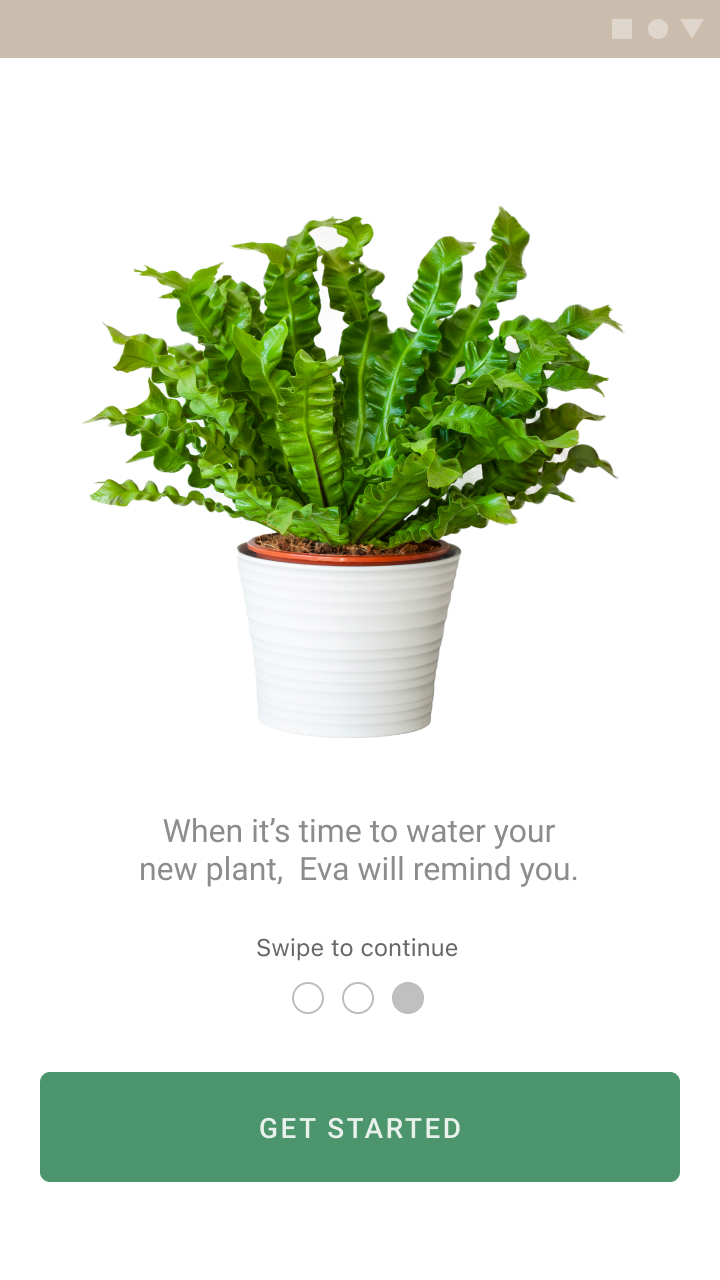 When it’s time to water your
new plant,  Eva will remind you.
Swipe to continue
GET STARTED